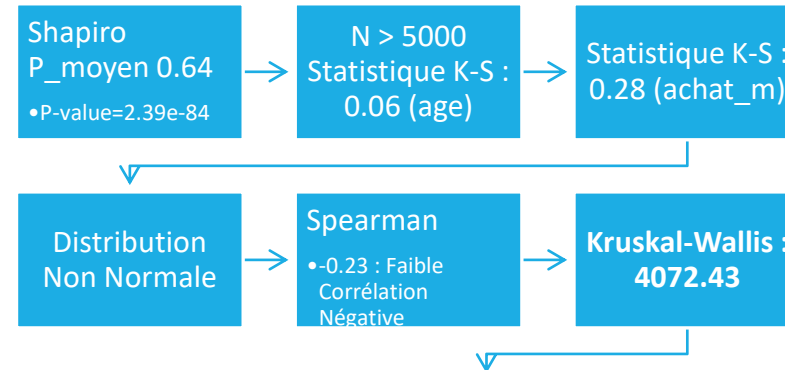 Shapiro
P_moyen 0.64
•P-value=2.39e-84
N > 5000
Statistique K-S :
0.06 (age)
Statistique K-S :
0.28 (achat_m)
Distribution
Non Normale
Spearman
•-0.23 : Faible
Corrélation
Négative
Kruskal-Wallis :
4072.43